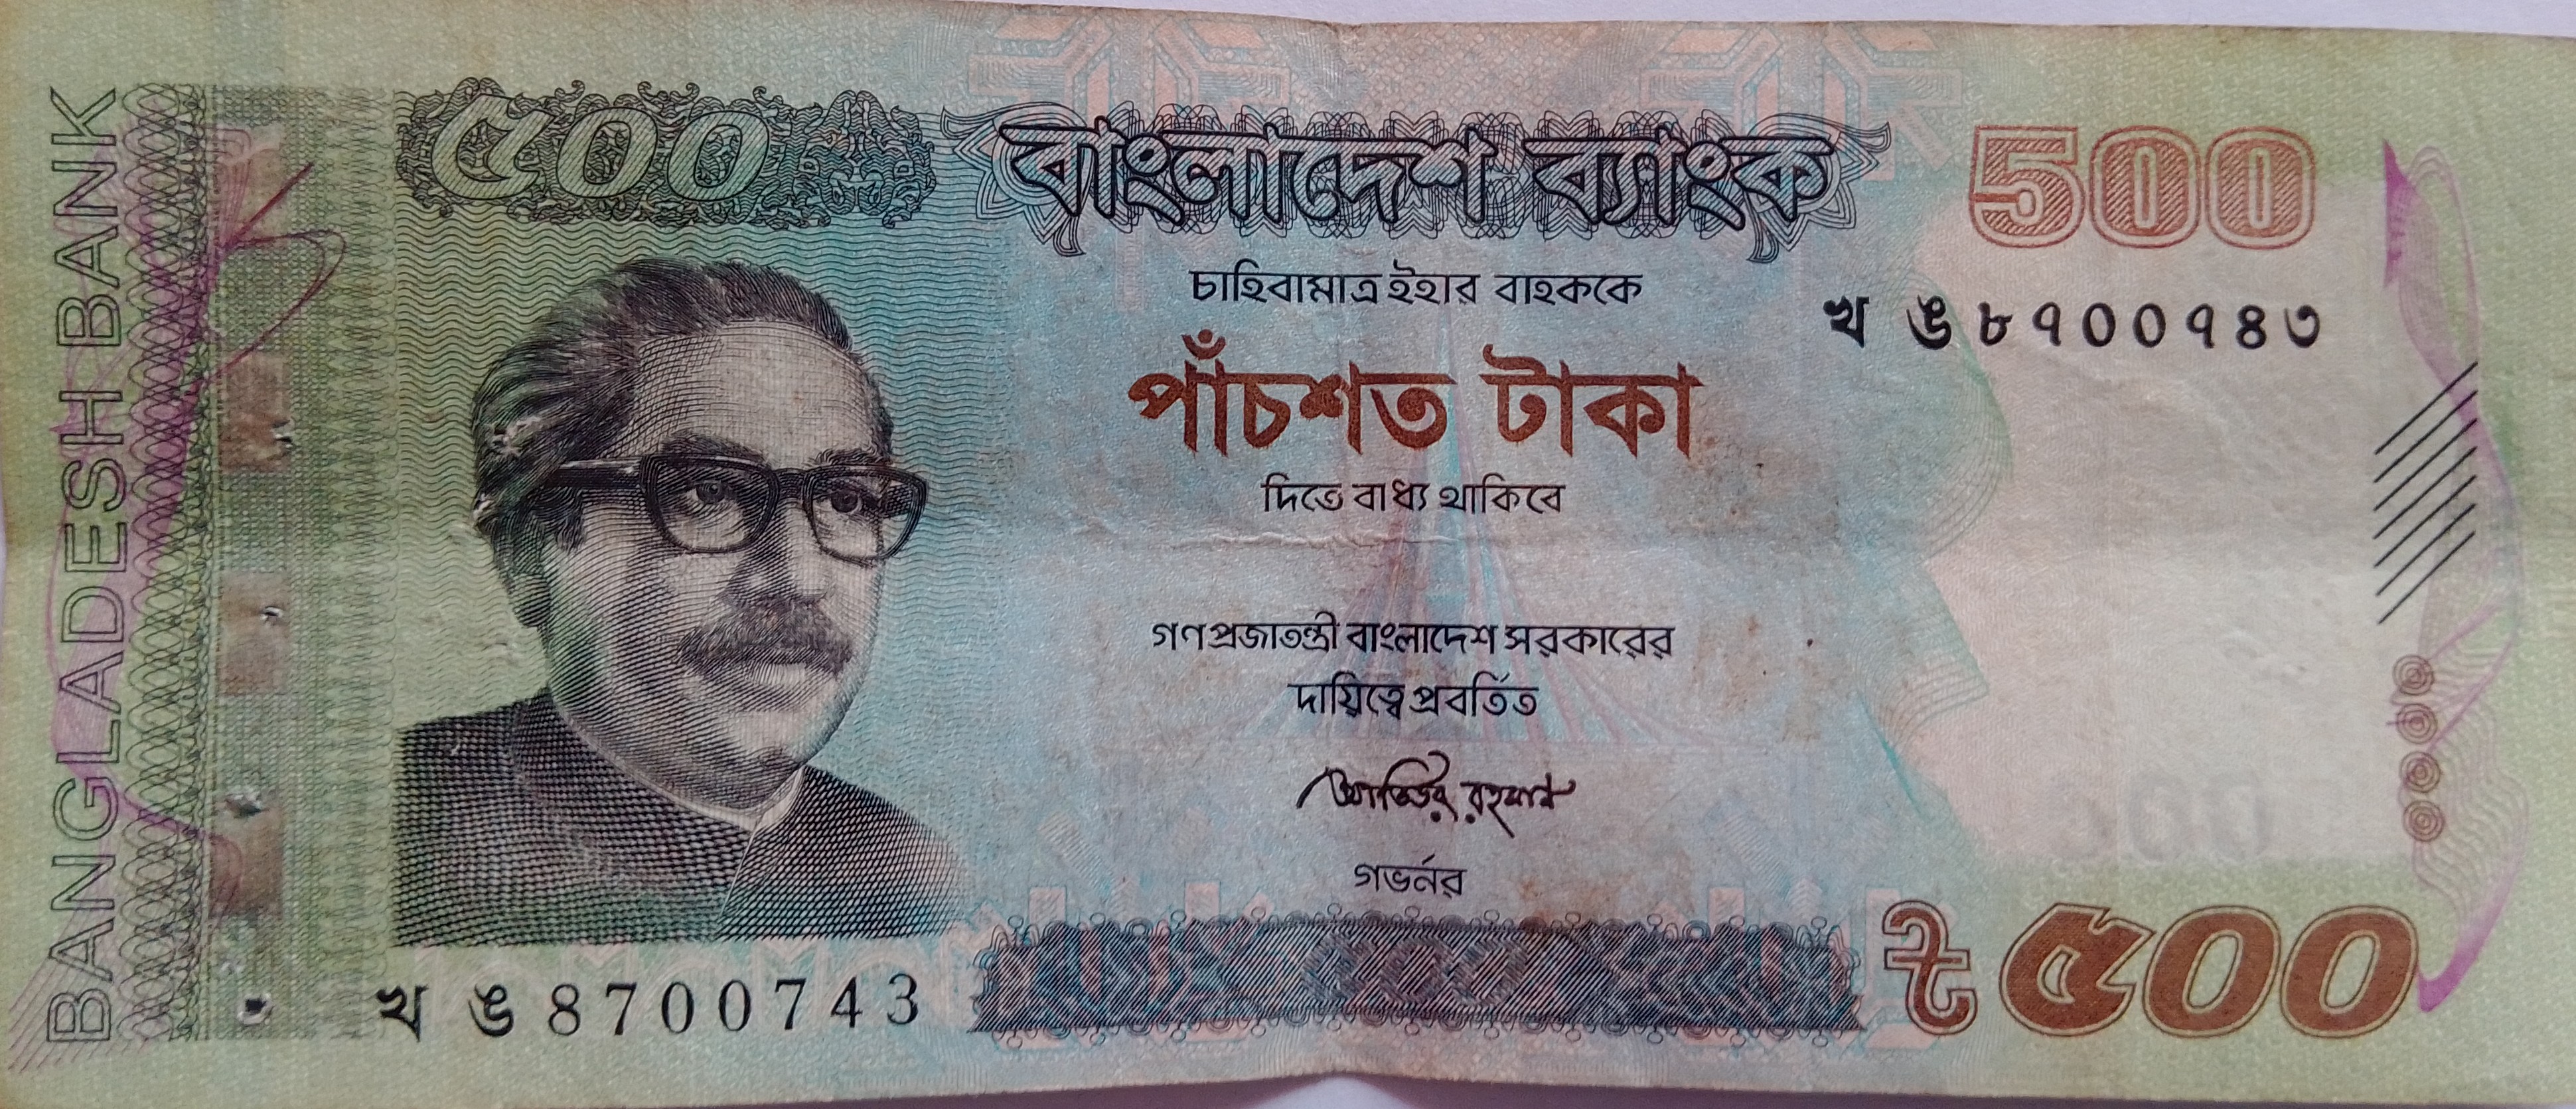 BANGLADESH BANK
৫০০
বাংলাদেশ ব্যাংক
500
চাহিবামাত্র ইহার বাহককে
খ ঙ ৮৭০০৭৪৩
পাঁচশত টাকা
দিতে বাধ্য থাকিবে
গণপ্রজাতন্ত্রী বাংলাদেশ সরকারের
দায়িত্বে প্রবর্তিত
আতিউর রহমান
গভর্নর
খ ঙ 8700743
৳ ৫০০